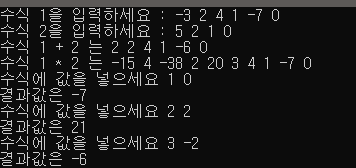 수식 1을 입력하세요 : -3 2 4 1 -7 0
수식 2을 입력하세요 : 5 2 1 0
수식 1 + 2 는 2 2 4 1 -6 0
수식 1 * 2 는 -15 4 -38 2 20 3 4 1 -7 0
수식에 값을 넣으세요 1 0
결과값은 -7
수식에 값을 넣으세요 2 2
결과값은 21
수식에 값을 넣으세요 3 -2
결과값은 -6